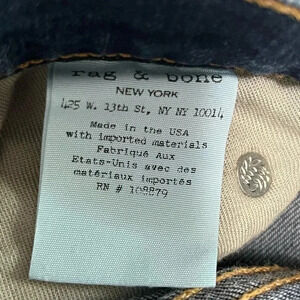 rag & bone
NEW YORK
425 W. 13th St, NY NY 10014
Made in the USA
with imported materials
Fabriqué Aux
Etats-Unis avec des
matériaux importés
RN # 108879